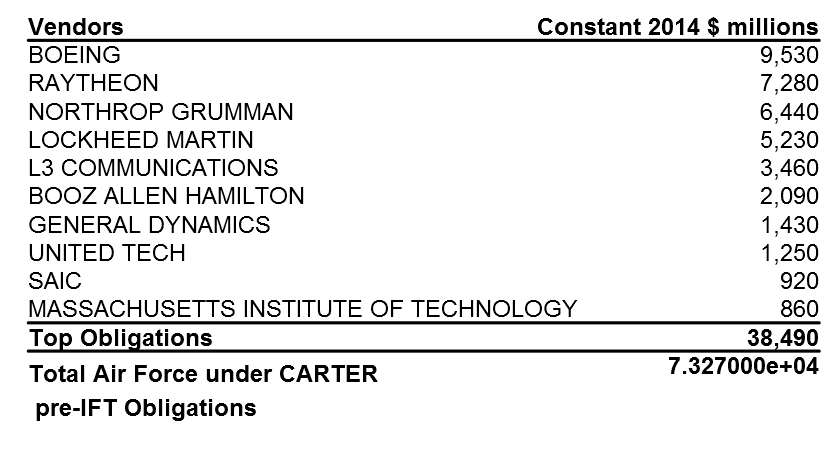 Vendors Constant 2014 $ millions
BOEING 9,530
RAYTHEON 7,280
NORTHROP GRUMMAN 6,440
LOCKHEED MARTIN 5,230
L3 COMMUNICATIONS 3,460
BOOZ ALLEN HAMILTON 2,090
GENERAL DYNAMICS 1,430
UNITED TECH 1,250
SAIC 920
MASSACHUSETTS INSTITUTE OF TECHNOLOGY 860
Top Obligations 38,490
Total Air Force under CARTER 7.327000e+04
pre-IFT Obligations